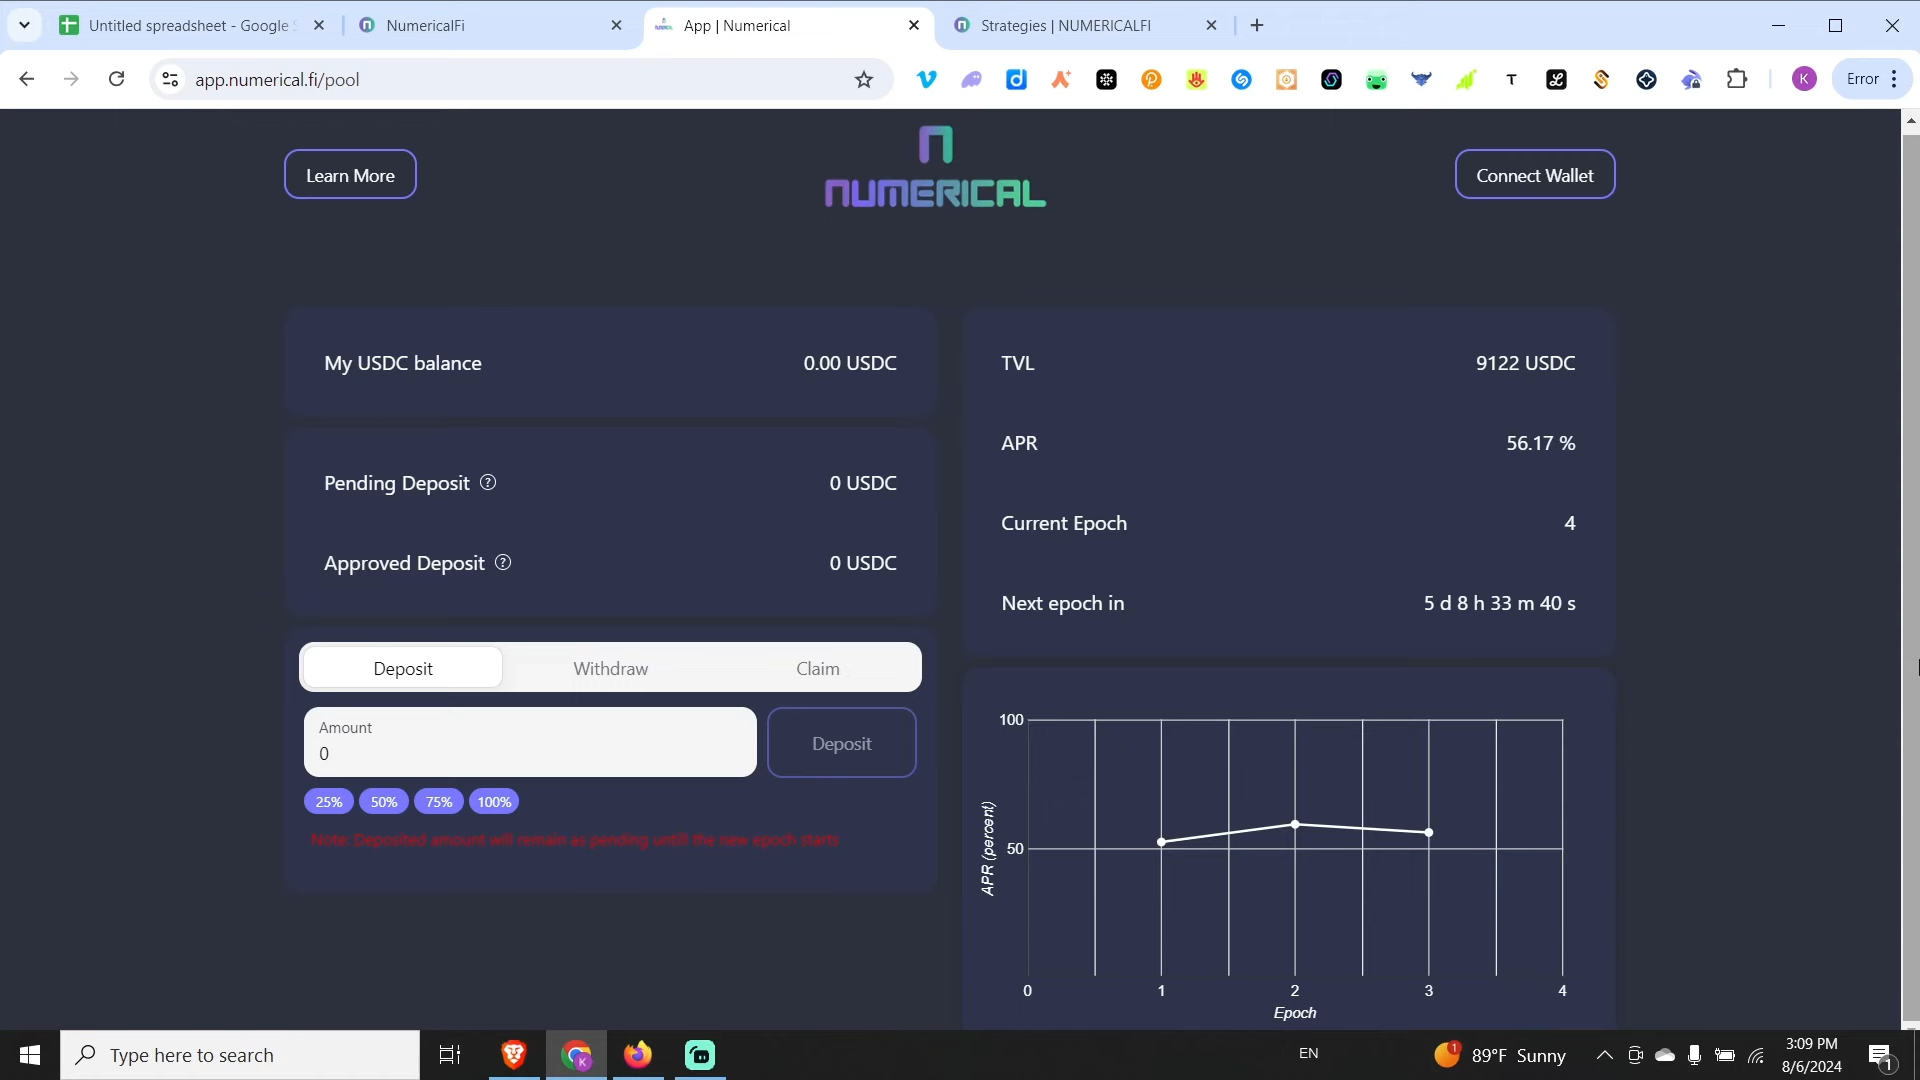 Untitled spreadsheet - Google S
NumericalFi
App | Numerical
Strategies | NUMERICALFI
app.numerical.fi/pool
K
Error
Learn More
NUMERICAL
Connect Wallet
My USDC balance
0.00 USDC
TVL
9122 USDC
APR
56.17 %
Pending Deposit
0 USDC
Current Epoch
4
Approved Deposit
0 USDC
Next epoch in
5 d 8 h 33 m 40 s
Deposit
Withdraw
Claim
Amount
0
Deposit
25%
50%
75%
100%
Note: Deposited amount will remain as pending untill the new epoch starts
100
50
APR (percent)
0
1
2
3
4
Epoch
Type here to search
EN
1
89°F Sunny
3:09 PM
8/6/2024
1